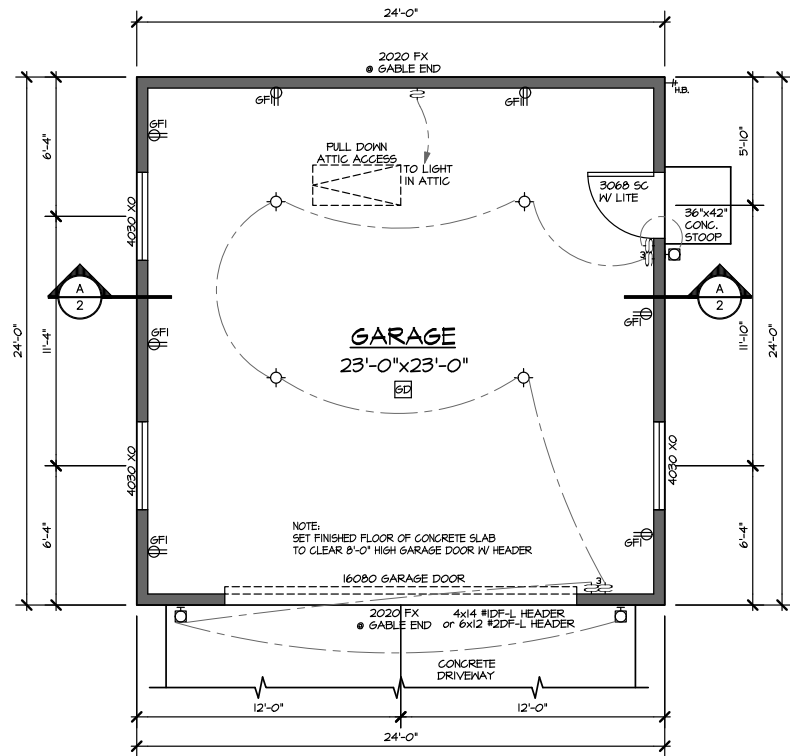 24'-0"
2020 FX
@ GABLE END
H.B.
GFI
GFI
GFI
6'-4"
5'-10"
PULL DOWN
ATTIC ACCESS
TO LIGHT
IN ATTIC
3068 SC
W/ LITE
36"x42"
CONC.
STOOP
4030 XO
3
A
2
A
2
24'-0"
11'-4"
GFI
GARAGE
23'-0"x23'-0"
GD
GFI
11'-10"
24'-0"
4030 XO
4030 XO
6'-4"
6'-4"
NOTE:
SET FINISHED FLOOR OF CONCRETE SLAB
TO CLEAR 8'-0" HIGH GARAGE DOOR W/ HEADER
GFI
GFI
16080 GARAGE DOOR
3
2020 FX
@ GABLE END
4x14 #1DF-L HEADER
or 6x12 #2DF-L HEADER
CONCRETE
DRIVEWAY
12'-0"
12'-0"
24'-0"